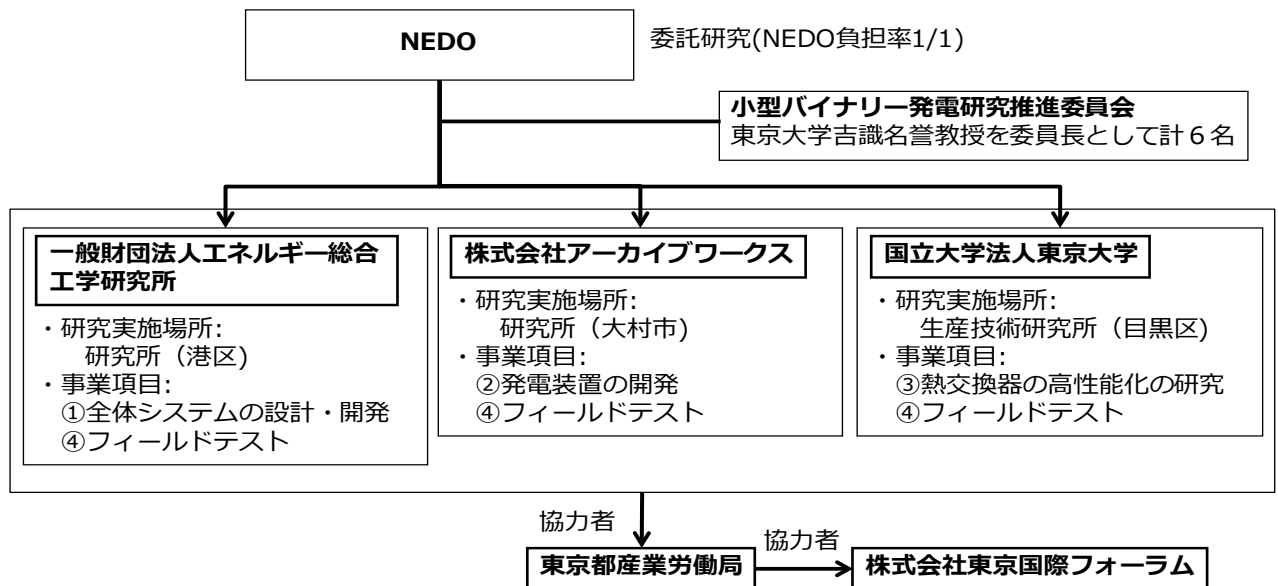 NEDO
委託研究(NEDO負担率1/1)
小型バイナリー発電研究推進委員会
東京大学吉識名誉教授を委員長として計６名
一般財団法人エネルギー総合
工学研究所
・研究実施場所:
研究所（港区)
・事業項目:
①全体システムの設計・開発
④フィールドテスト
株式会社アーカイブワークス
・研究実施場所:
研究所（大村市)
・事業項目:
②発電装置の開発
④フィールドテスト
国立大学法人東京大学
・研究実施場所:
生産技術研究所（目黒区)
・事業項目:
③熱交換器の高性能化の研究
④フィールドテスト
協力者
東京都産業労働局
協力者
株式会社東京国際フォーラム